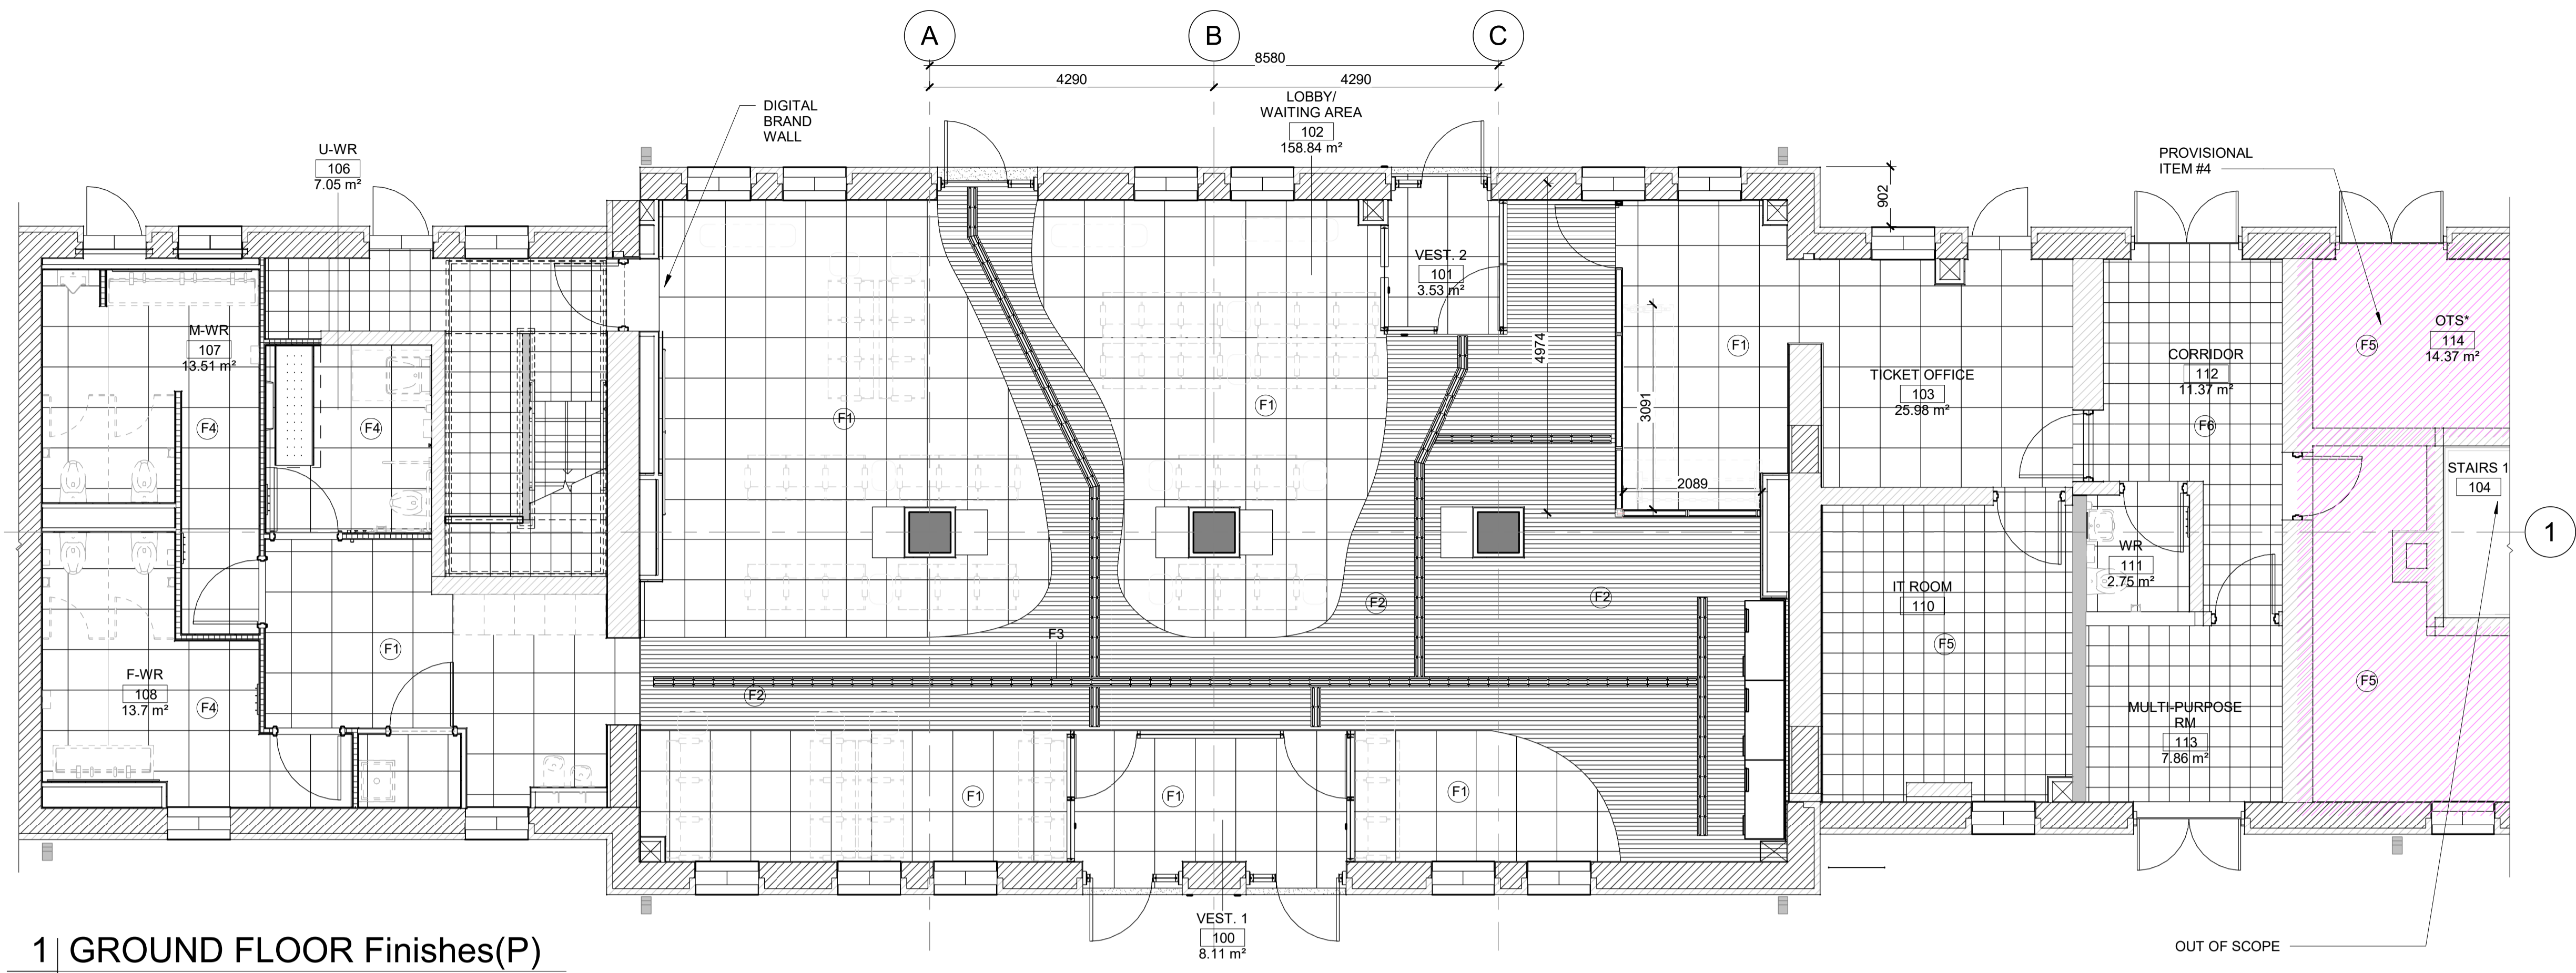 A
B
C
8580
4290
4290
DIGITAL
BRAND
WALL
LOBBY/
WAITING AREA
102
158.84 m²
U-WR
106
7.05 m²
PROVISIONAL
ITEM #4
902
VEST. 2
101
3.53 m²
M-WR
107
13.51 m²
4974
F1
OTS*
114
14.37 m²
F5
CORRIDOR
112
11.37 m²
TICKET OFFICE
103
25.98 m²
3091
F1
F1
F4
F4
F6
STAIRS 1
104
2089
1
WR
111
2.75 m²
IT ROOM
110
F2
F2
F3
F1
F5
F-WR
108
13.7 m²
F4
F2
F5
MULTI-PURPOSE
RM
113
7.86 m²
F1
F1
F1
VEST. 1
100
8.11 m²
OUT OF SCOPE
1 GROUND FLOOR Finishes(P)